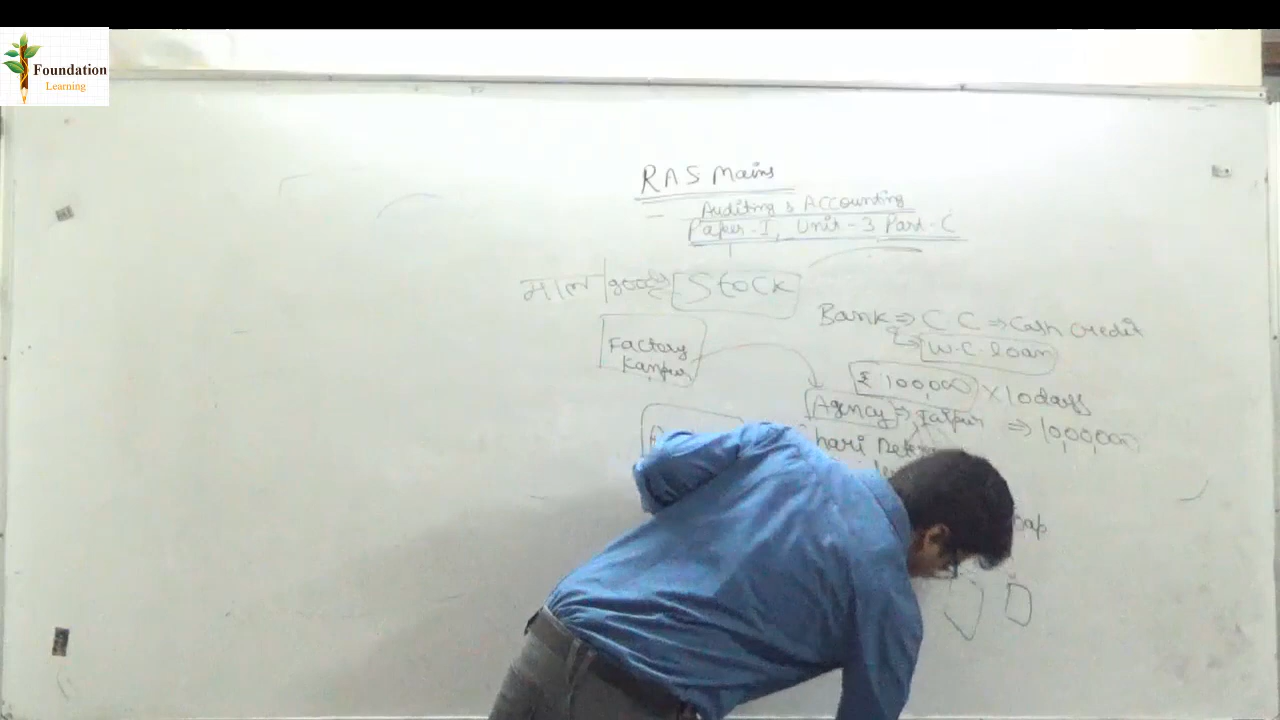 Foundation
Learning
RAS Mains
Auditing & Accounting
Paper-I, Unit-3 Part-C
माल/goods Stock
Bank ⇒ CC ⇒ Cash Credit
W.C. loan
Factory
Kanpur
₹ 100,000 × 10 days
Agency ⇒ Jaipur ⇒ 10,00,000